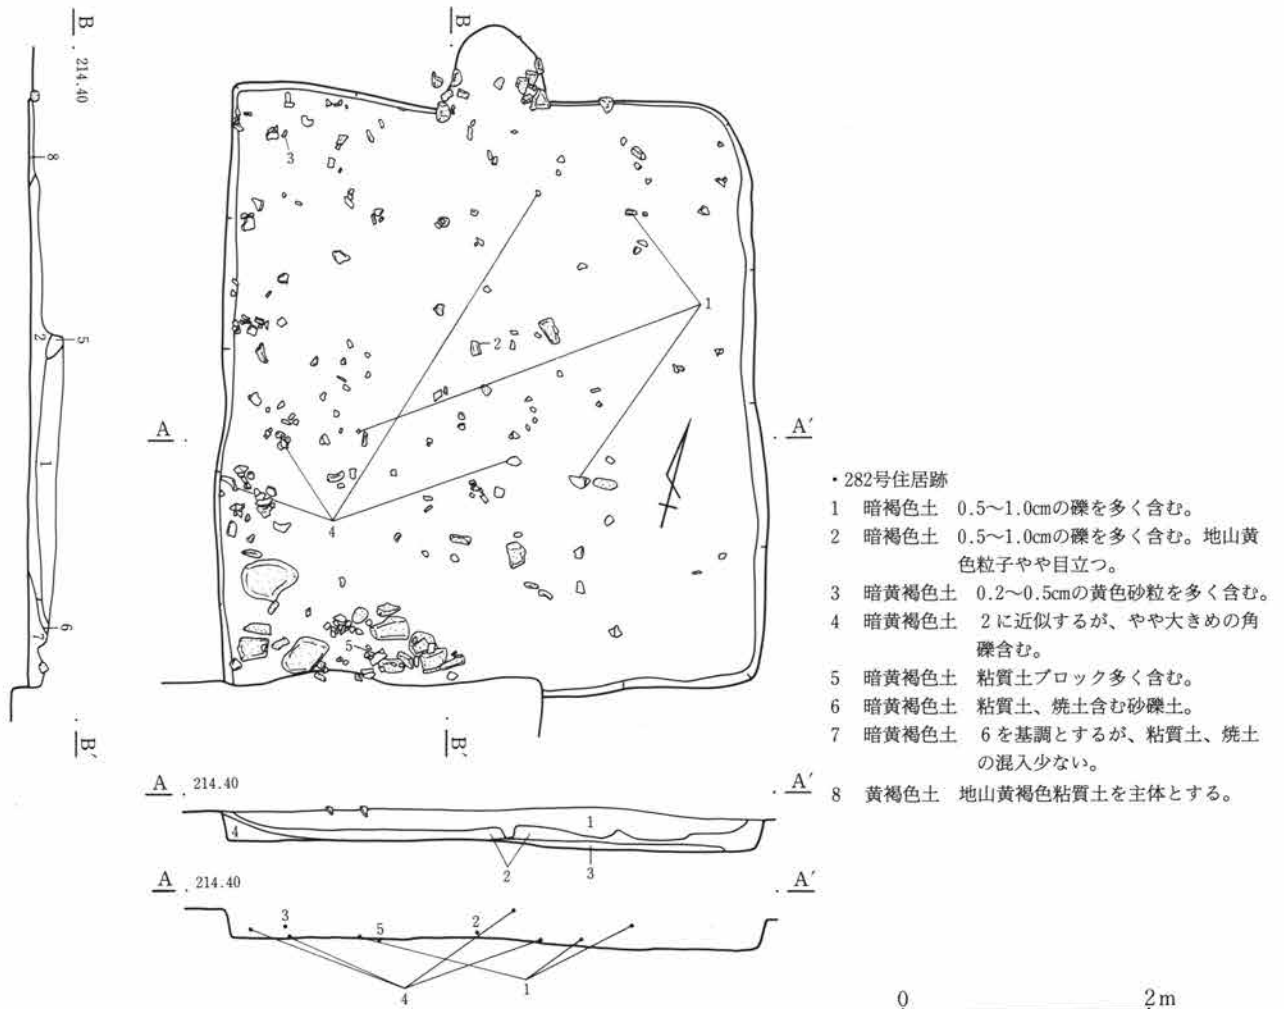 B
B
214.40
8
3
1
2
2
5
A
A′
4
1
5
6
7
B′
B′
・282号住居跡
1 暗褐色土 0.5〜1.0cmの礫を多く含む。
2 暗褐色土 0.5〜1.0cmの礫を多く含む。地山黄
色粒子やや目立つ。
3 暗黄褐色土 0.2〜0.5cmの黄色砂粒を多く含む。
4 暗黄褐色土 2に近似するが、やや大きめの角
礫含む。
5 暗黄褐色土 粘質土ブロック多く含む。
6 暗黄褐色土 粘質土、焼土含む砂礫土。
7 暗黄褐色土 6を基調とするが、粘質土、焼土
の混入少ない。
8 黄褐色土 地山黄褐色粘質土を主体とする。
A 214.40 A′
4 1
2 3
A 214.40 A′
3 5 2
4 1
0 2m